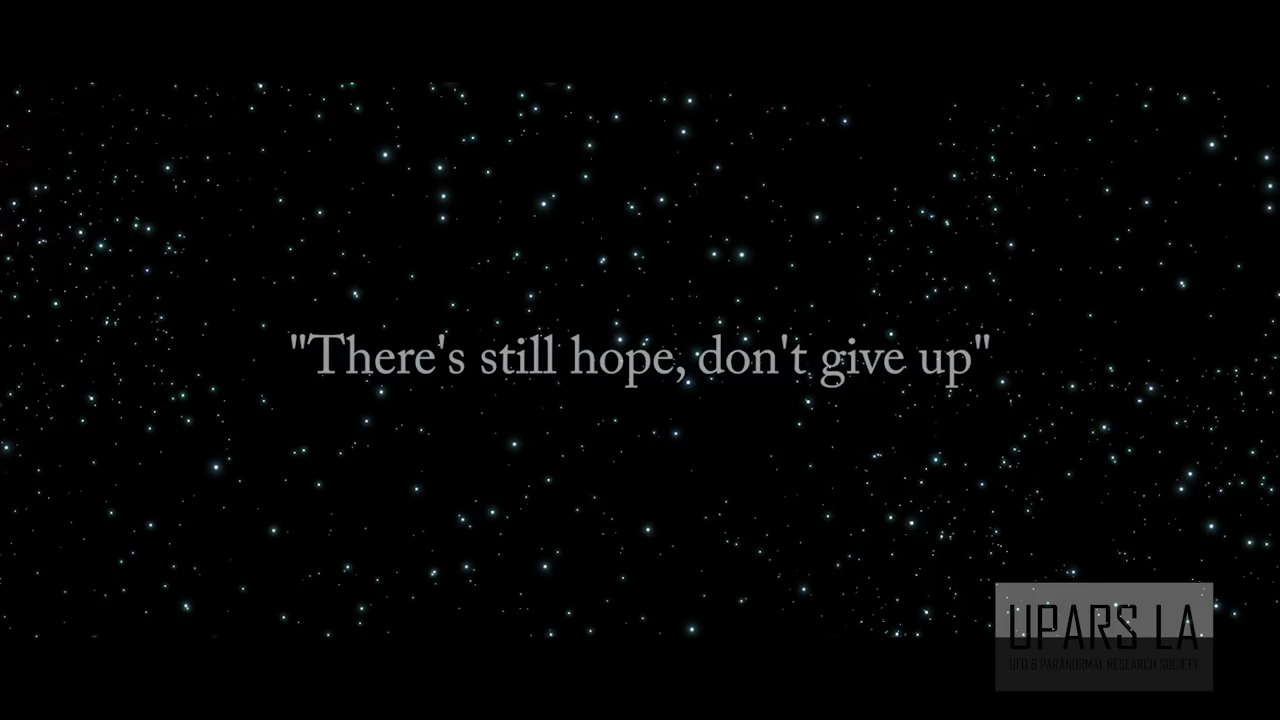 "There's still hope, don't give up"
UPARS LA
UFO & PARANORMAL RESEARCH SOCIETY